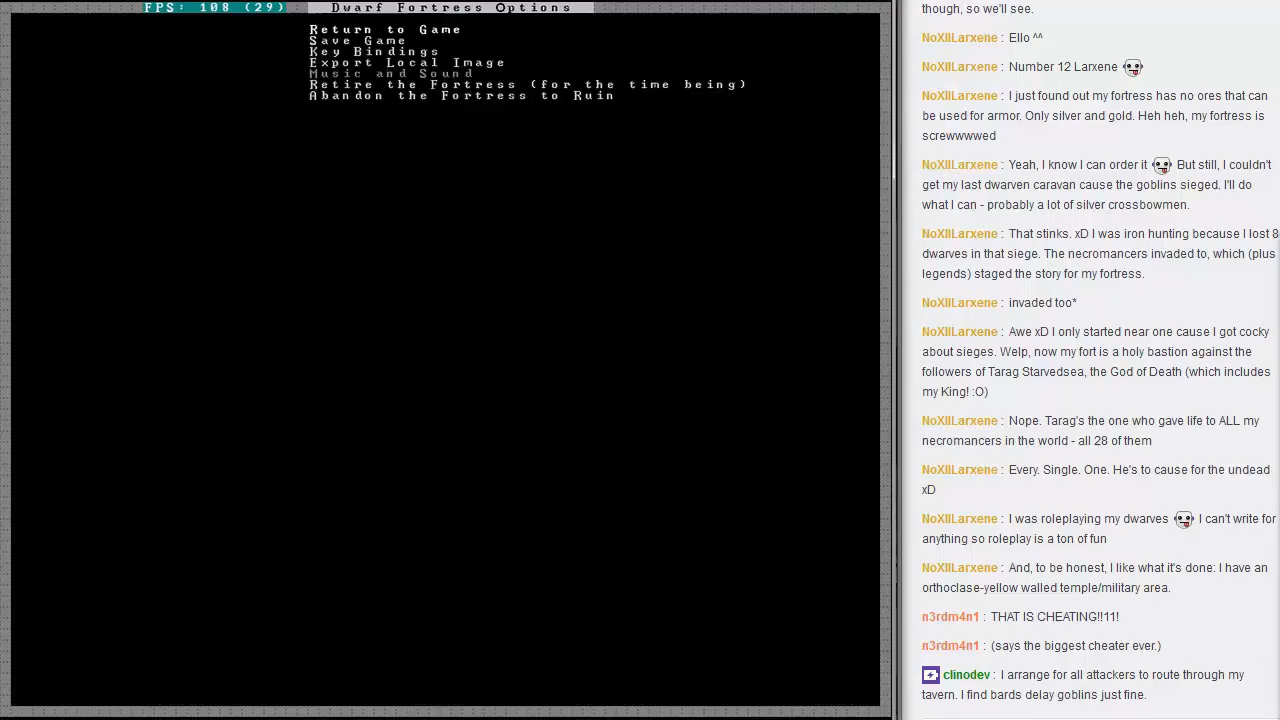 FPS: 108 (29) Dwarf Fortress Options
Return to Game
Save Game
Key Bindings
Export Local Image
Music and Sound
Retire the Fortress (for the time being)
Abandon the Fortress to Ruin
though, so we'll see.
NoXIILarxene : Ello ^^
NoXIILarxene : Number 12 Larxene
NoXIILarxene : I just found out my fortress has no ores that can
be used for armor. Only silver and gold. Heh heh, my fortress is
screwwwwed
NoXIILarxene : Yeah, I know I can order it But still, I couldn't
get my last dwarven caravan cause the goblins sieged. I'll do
what I can - probably a lot of silver crossbowmen.
NoXIILarxene : That stinks. xD I was iron hunting because I lost 8
dwarves in that siege. The necromancers invaded to, which (plus
legends) staged the story for my fortress.
NoXIILarxene : invaded too*
NoXIILarxene : Awe xD I only started near one cause I got cocky
about sieges. Welp, now my fort is a holy bastion against the
followers of Tarag Starvedsea, the God of Death (which includes
my King! :O)
NoXIILarxene : Nope. Tarag's the one who gave life to ALL my
necromancers in the world - all 28 of them
NoXIILarxene : Every. Single. One. He's to cause for the undead
xD
NoXIILarxene : I was roleplaying my dwarves I can't write for
anything so roleplay is a ton of fun
NoXIILarxene : And, to be honest, I like what it's done: I have an
orthoclase-yellow walled temple/military area.
n3rdm4n1 : THAT IS CHEATING!!11!
n3rdm4n1 : (says the biggest cheater ever.)
clinodev : I arrange for all attackers to route through my
tavern. I find bards delay goblins just fine.